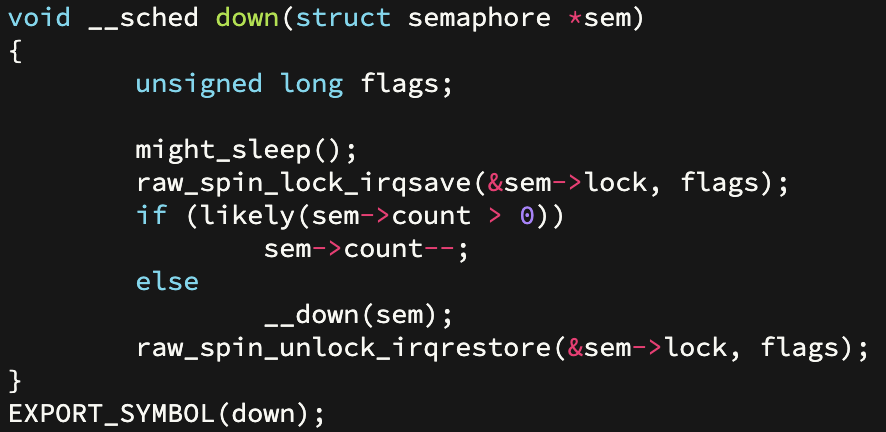 void __sched down(struct semaphore *sem)
{
        unsigned long flags;

        might_sleep();
        raw_spin_lock_irqsave(&sem->lock, flags);
        if (likely(sem->count > 0))
                sem->count--;
        else
                __down(sem);
        raw_spin_unlock_irqrestore(&sem->lock, flags);
}
EXPORT_SYMBOL(down);